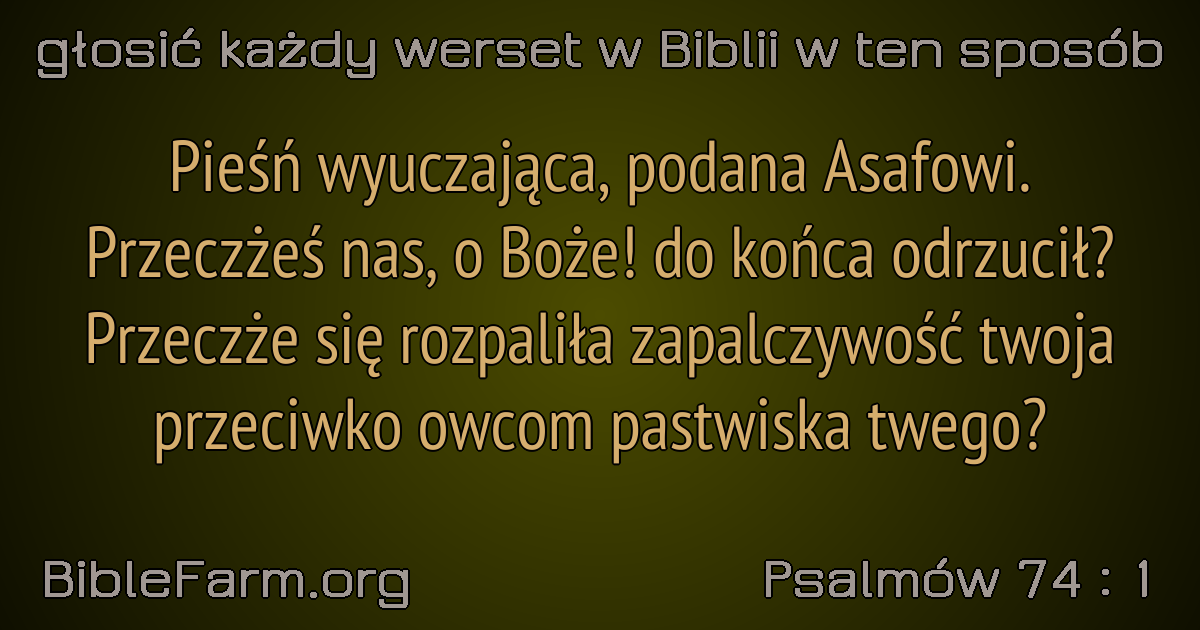 głosić każdy werset w Biblii w ten sposób
Pieśń wyuczająca, podana Asafowi.
Przeczżeś nas, o Boże! do końca odrzucił?
Przeczże się rozpaliła zapalczywość twoja
przeciwko owcom pastwiska twego?
BibleFarm.org
Psalmów 74 : 1